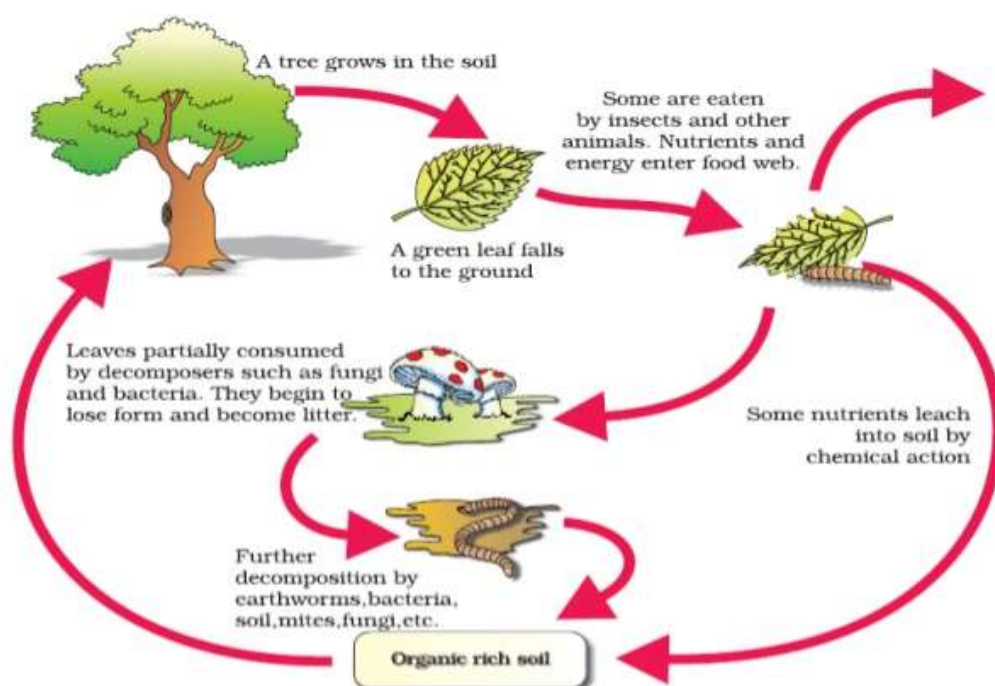 A tree grows in the soil
Some are eaten
by insects and other
animals. Nutrients and
energy enter food web.
A green leaf falls
to the ground
Leaves partially consumed
by decomposers such as fungi
and bacteria. They begin to
lose form and become litter.
Some nutrients leach
into soil by
chemical action
Further
decomposition by
earthworms,bacteria,
soil,mites,fungi,etc.
Organic rich soil